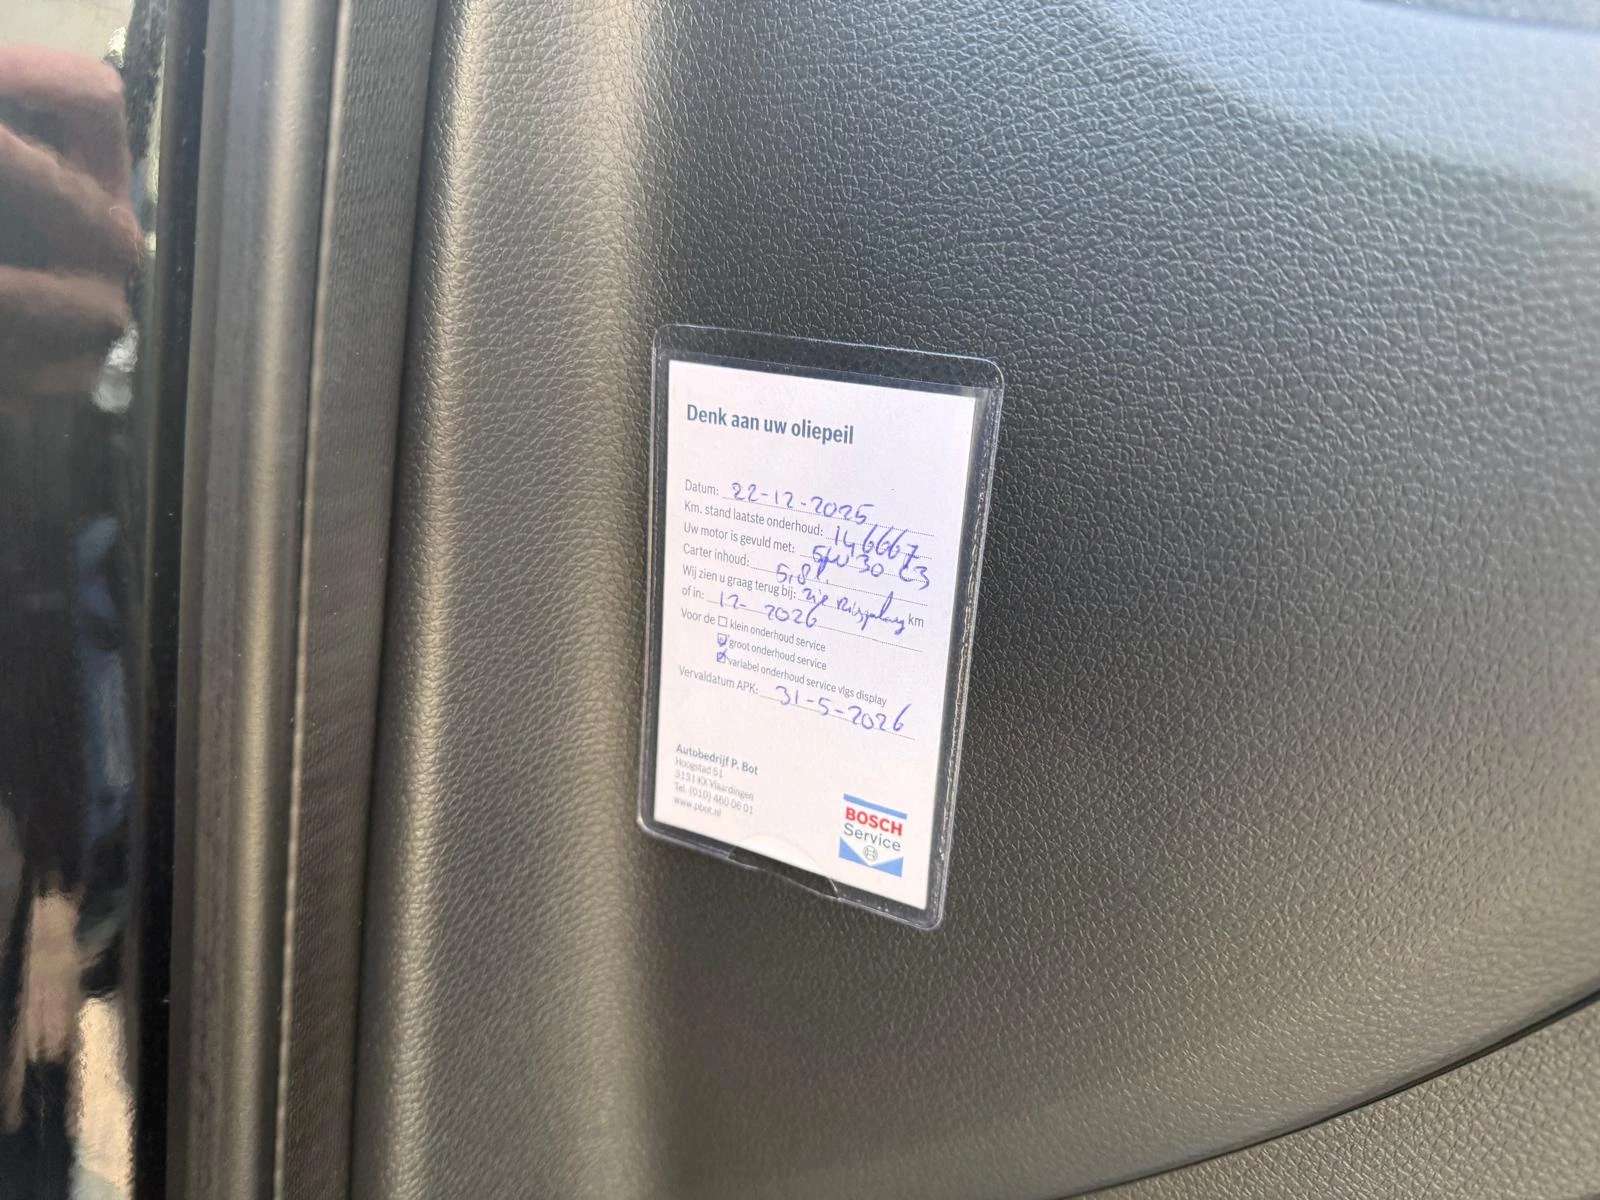 Denk aan uw oliepeil
Datum: 22-12-2025
Km. stand laatste onderhoud: 146667
Uw motor is gevuld met: 5W30 C3
Carter inhoud: 5,8l.
Wij zien u graag terug bij: zie display km
of in: 12-2026
Voor de klein onderhoud service
groot onderhoud service
variabel onderhoud service vlgs display
Vervaldatum APK: 31-5-2026
Autobedrijf P. Bot
Hoogstad 51
3131 KX Vlaardingen
Tel. (010) 460 06 01
www.pbot.nl
BOSCH
Service